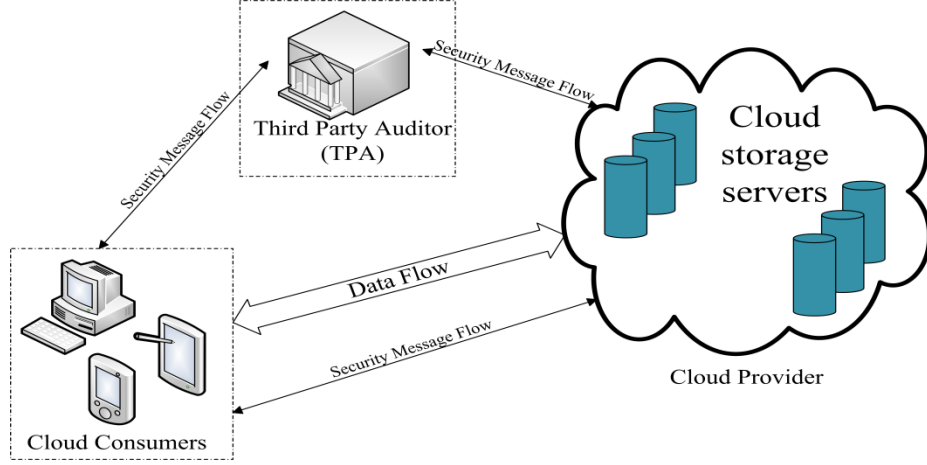 Security Message Flow
Third Party Auditor
(TPA)
Security Message Flow
Cloud
storage
servers
Data Flow
Security Message Flow
Cloud Provider
Cloud Consumers